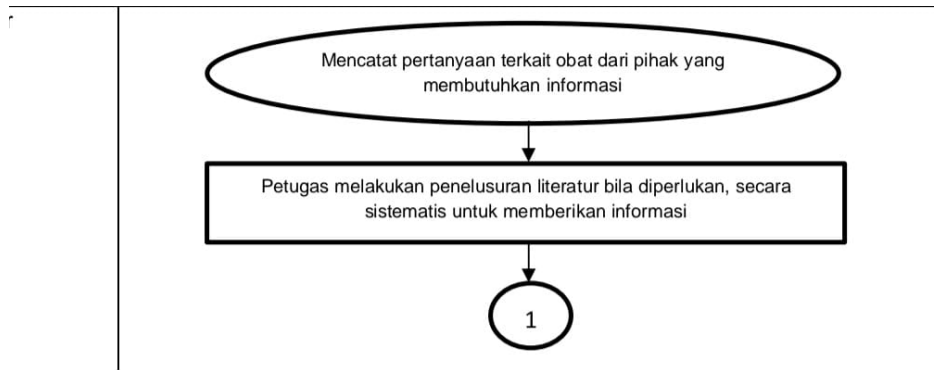 r
Mencatat pertanyaan terkait obat dari pihak yang
membutuhkan informasi
Petugas melakukan penelusuran literatur bila diperlukan, secara
sistematis untuk memberikan informasi
1